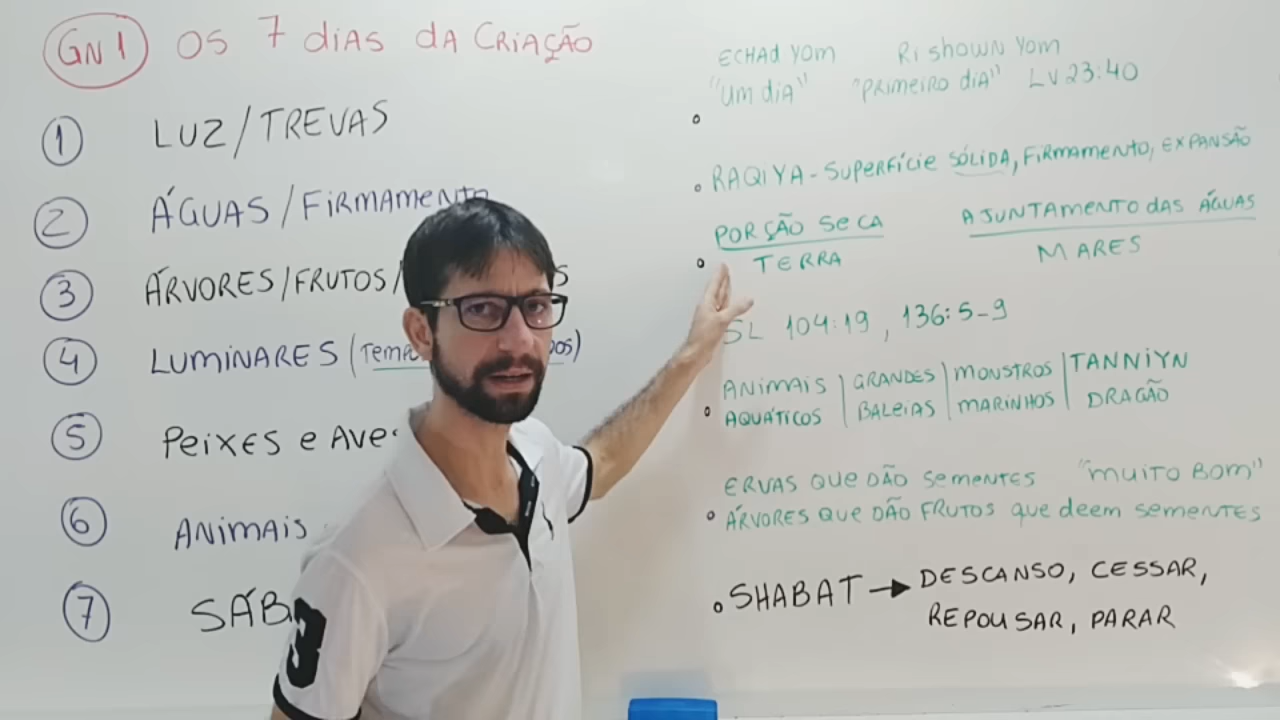 GN 1 OS 7 DIAS DA CRIAÇÃO
1 LUZ/TREVAS
2 ÁGUAS/FIRMAMENTO
3 ÁRVORES/FRUTOS/
4 LUMINARES (
5 PEIXES E AVES
6 ANIMAIS
7 SÁB
ECHAD YOM RISHOWN YOM
"UM DIA" "PRIMEIRO DIA" LV 23:40
RAQIYA - SUPERFÍCIE SÓLIDA, FIRMAMENTO, EXPANSÃO
PORÇÃO SECA AJUNTAMENTO DAS ÁGUAS
TERRA MARES
SL 104:19, 136:5-9
ANIMAIS | GRANDES | MONSTROS | TANNIYN
AQUÁTICOS | BALEIAS | MARINHOS | DRAGÃO
ERVAS QUE DÃO SEMENTES "MUITO BOM"
ÁRVORES QUE DÃO FRUTOS QUE DEEM SEMENTES
SHABAT → DESCANSO, CESSAR,
REPOUSAR, PARAR
3